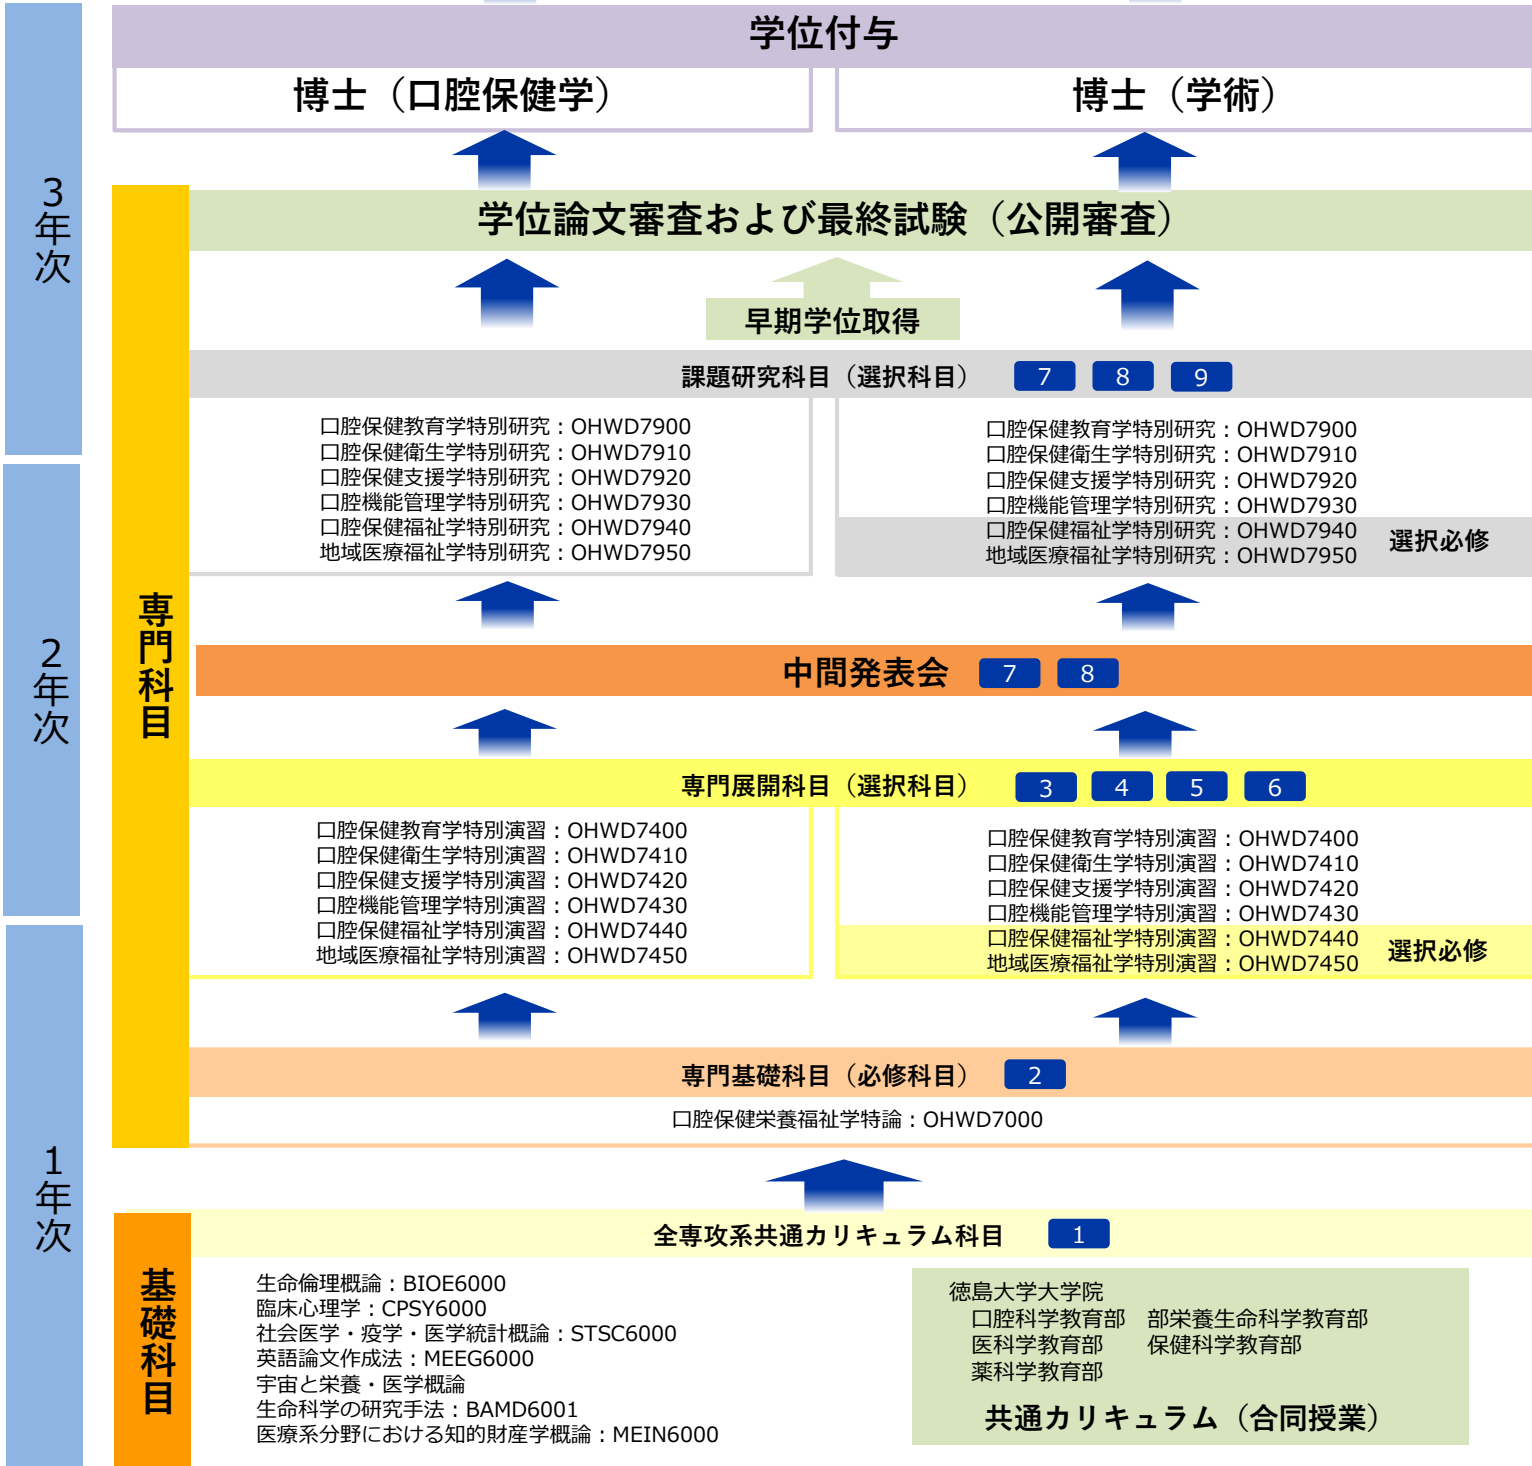 学位付与
博士（口腔保健学）
博士（学術）
3年次
学位論文審査および最終試験（公開審査）
早期学位取得
課題研究科目（選択科目） 7 8 9
口腔保健教育学特別研究：OHWD7900
口腔保健衛生学特別研究：OHWD7910
口腔保健支援学特別研究：OHWD7920
口腔機能管理学特別研究：OHWD7930
口腔保健福祉学特別研究：OHWD7940
地域医療福祉学特別研究：OHWD7950
口腔保健教育学特別研究：OHWD7900
口腔保健衛生学特別研究：OHWD7910
口腔保健支援学特別研究：OHWD7920
口腔機能管理学特別研究：OHWD7930
口腔保健福祉学特別研究：OHWD7940
地域医療福祉学特別研究：OHWD7950
選択必修
専門科目
2年次
中間発表会 7 8
専門展開科目（選択科目） 3 4 5 6
口腔保健教育学特別演習：OHWD7400
口腔保健衛生学特別演習：OHWD7410
口腔保健支援学特別演習：OHWD7420
口腔機能管理学特別演習：OHWD7430
口腔保健福祉学特別演習：OHWD7440
地域医療福祉学特別演習：OHWD7450
口腔保健教育学特別演習：OHWD7400
口腔保健衛生学特別演習：OHWD7410
口腔保健支援学特別演習：OHWD7420
口腔機能管理学特別演習：OHWD7430
口腔保健福祉学特別演習：OHWD7440
地域医療福祉学特別演習：OHWD7450
選択必修
1年次
専門基礎科目（必修科目） 2
口腔保健栄養福祉学特論：OHWD7000
基礎科目
全専攻系共通カリキュラム科目 1
生命倫理概論：BIOE6000
臨床心理学：CPSY6000
社会医学・疫学・医学統計概論：STSC6000
英語論文作成法：MEEG6000
宇宙と栄養・医学概論
生命科学の研究手法：BAMD6001
医療系分野における知的財産学概論：MEIN6000
徳島大学大学院
口腔科学教育部　部栄養生命科学教育部
医科学教育部　保健科学教育部
薬科学教育部
共通カリキュラム（合同授業）